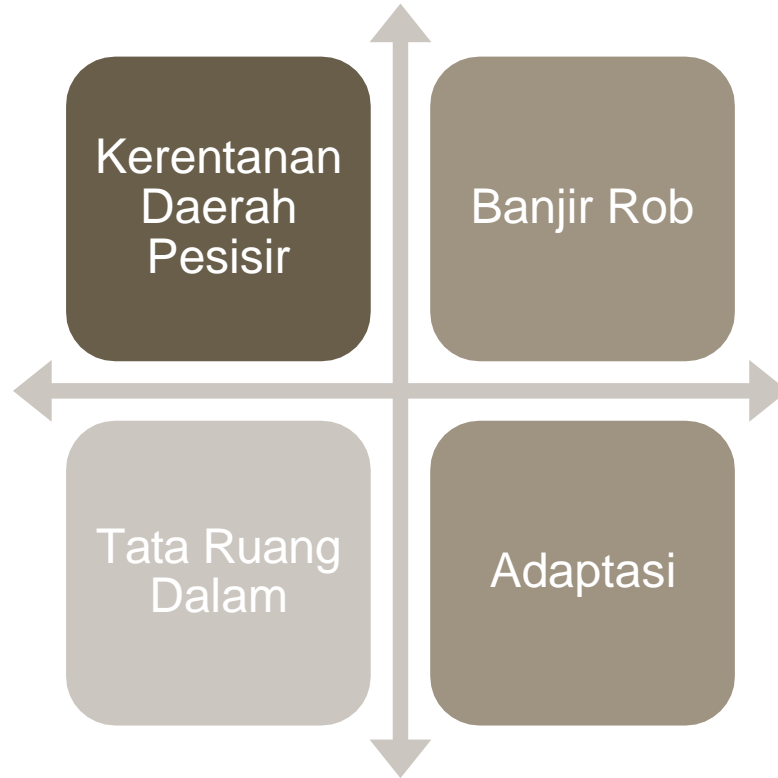 Kerentanan
Daerah
Pesisir
Banjir Rob
Tata Ruang
Dalam
Adaptasi